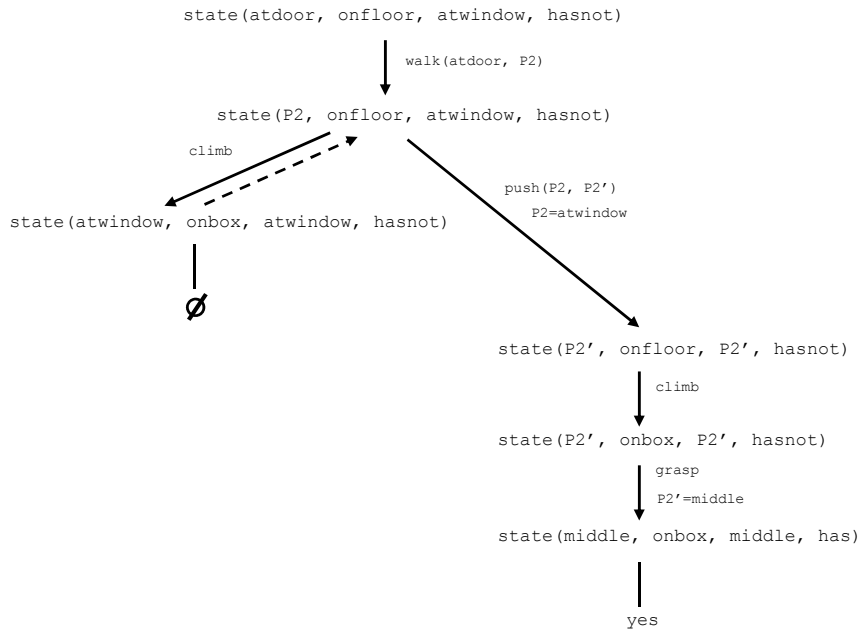 state(atdoor, onfloor, atwindow, hasnot)
walk(atdoor, P2)
state(P2, onfloor, atwindow, hasnot)
climb
push(P2, P2’)
P2=atwindow
state(atwindow, onbox, atwindow, hasnot)
∅
state(P2’, onfloor, P2’, hasnot)
climb
state(P2’, onbox, P2’, hasnot)
grasp
P2’=middle
state(middle, onbox, middle, has)
yes